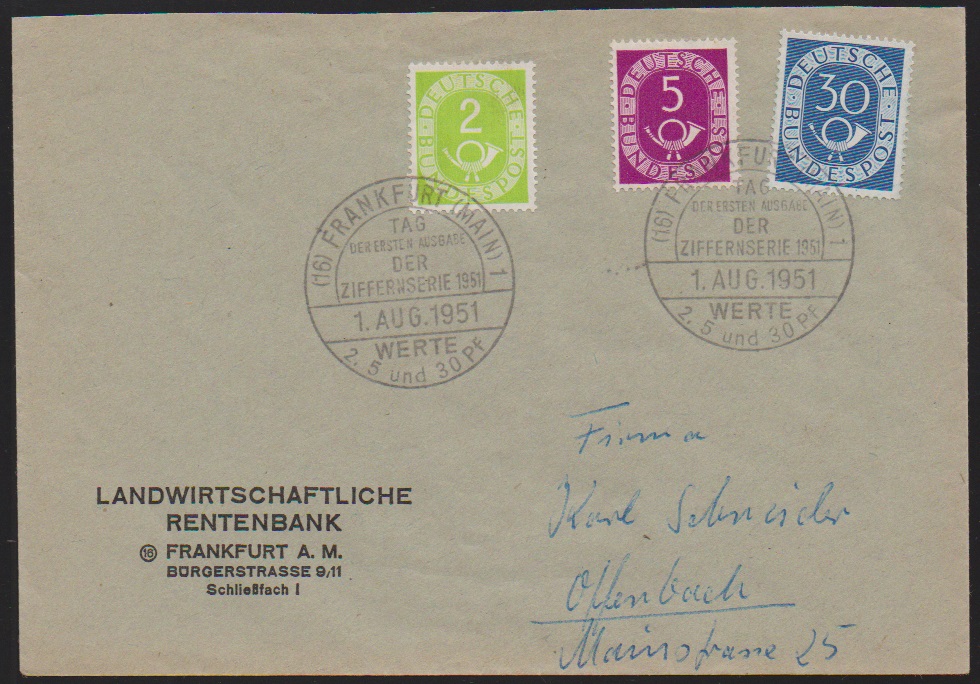 DEUTSCHE BUNDESPOST
2
DEUTSCHE BUNDESPOST
5
DEUTSCHE BUNDESPOST
30
(16) FRANKFURT (MAIN) 1
TAG
DER ERSTEN AUSGABE
DER
ZIFFERNSERIE 1951
1. AUG. 1951
WERTE
2. 5 und 30 Pf
(16) FRANKFURT (MAIN) 1
TAG
DER ERSTEN AUSGABE
DER
ZIFFERNSERIE 1951
1. AUG. 1951
WERTE
2. 5 und 30 Pf
LANDWIRTSCHAFTLICHE
RENTENBANK
16 FRANKFURT A. M.
BÜRGERSTRASSE 9/11
Schließfach I
Firma
Karl Schneider
Offenbach
Mainstrasse 25